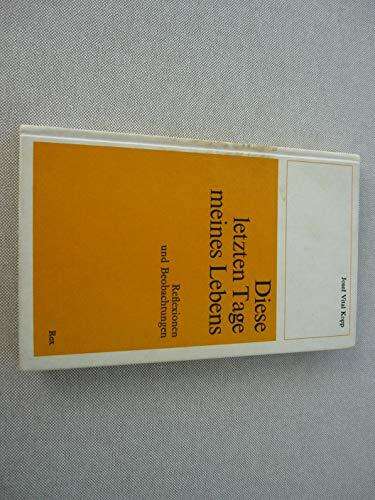 Josef Vital Kopp
Diese
letzten Tage
meines Lebens
Reflexionen
und Beobachtungen
Rex